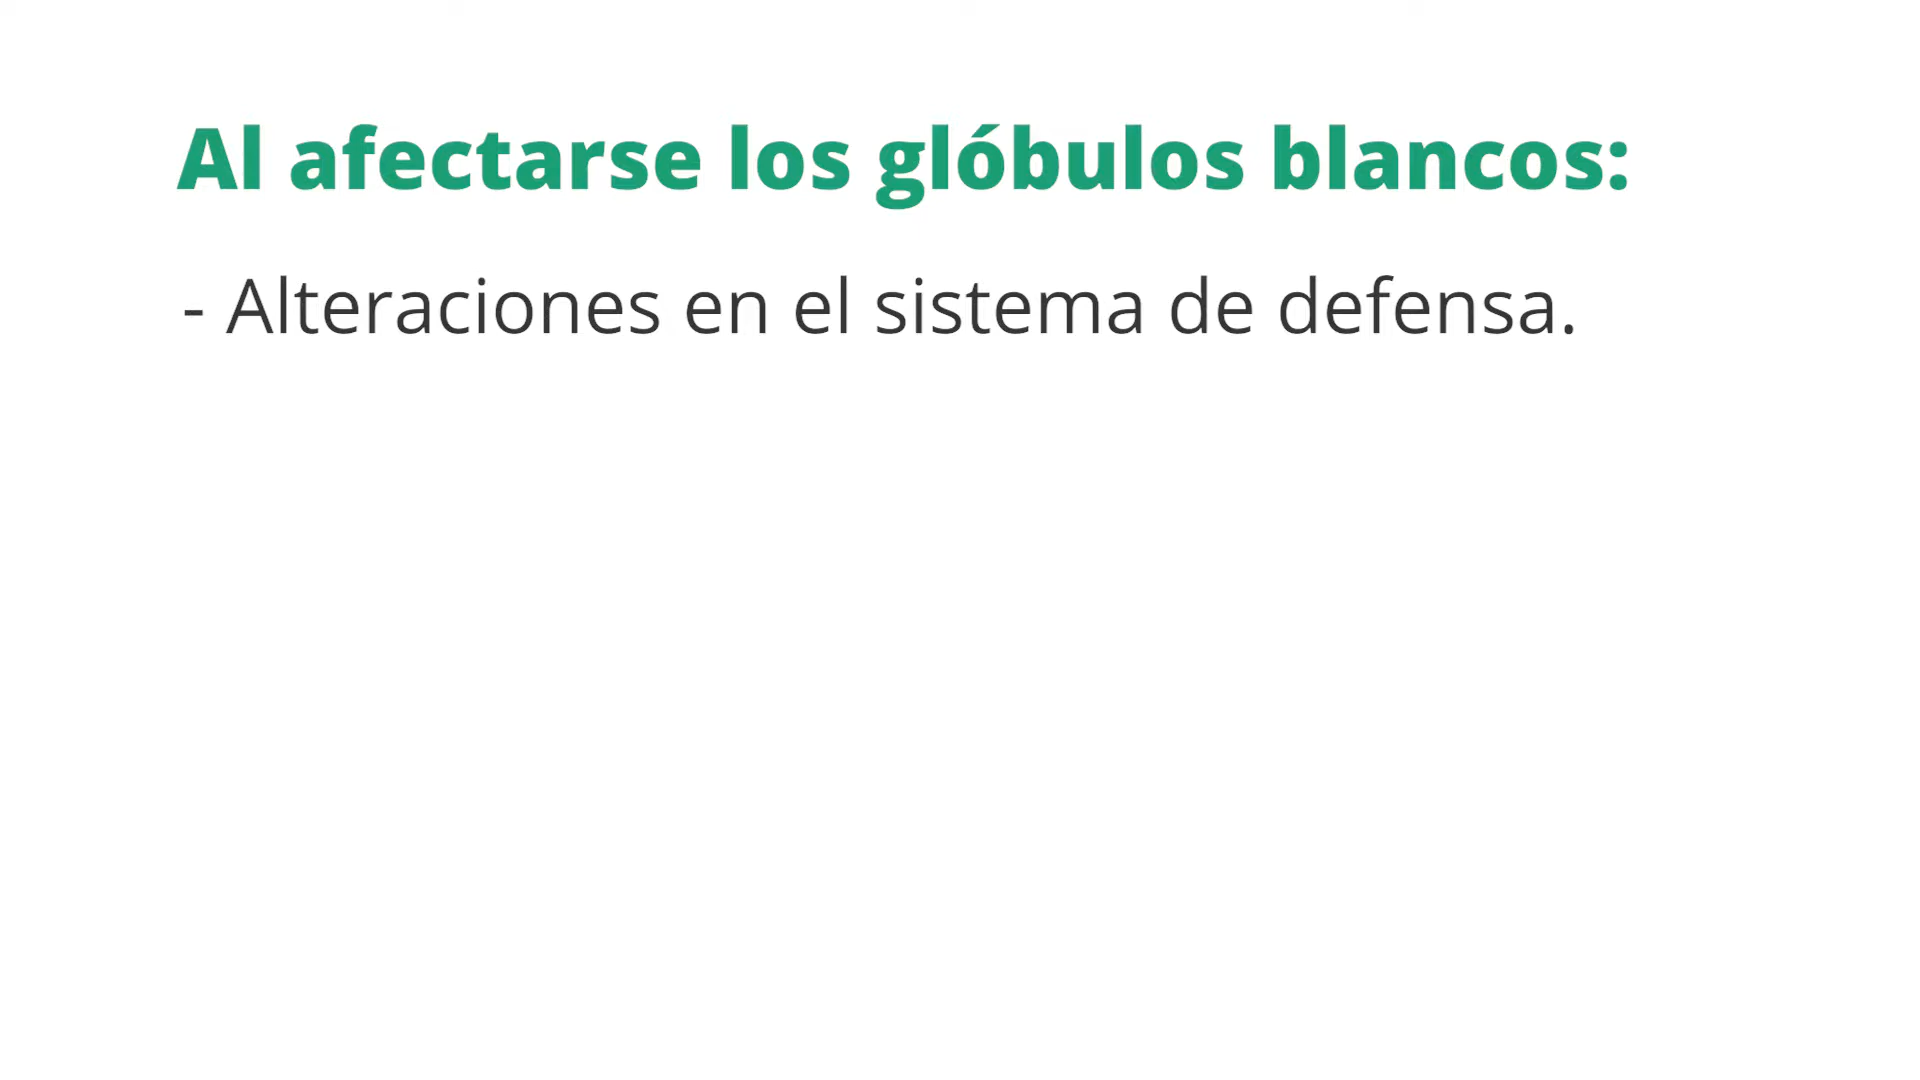 Al afectarse los glóbulos blancos:
- Alteraciones en el sistema de defensa.